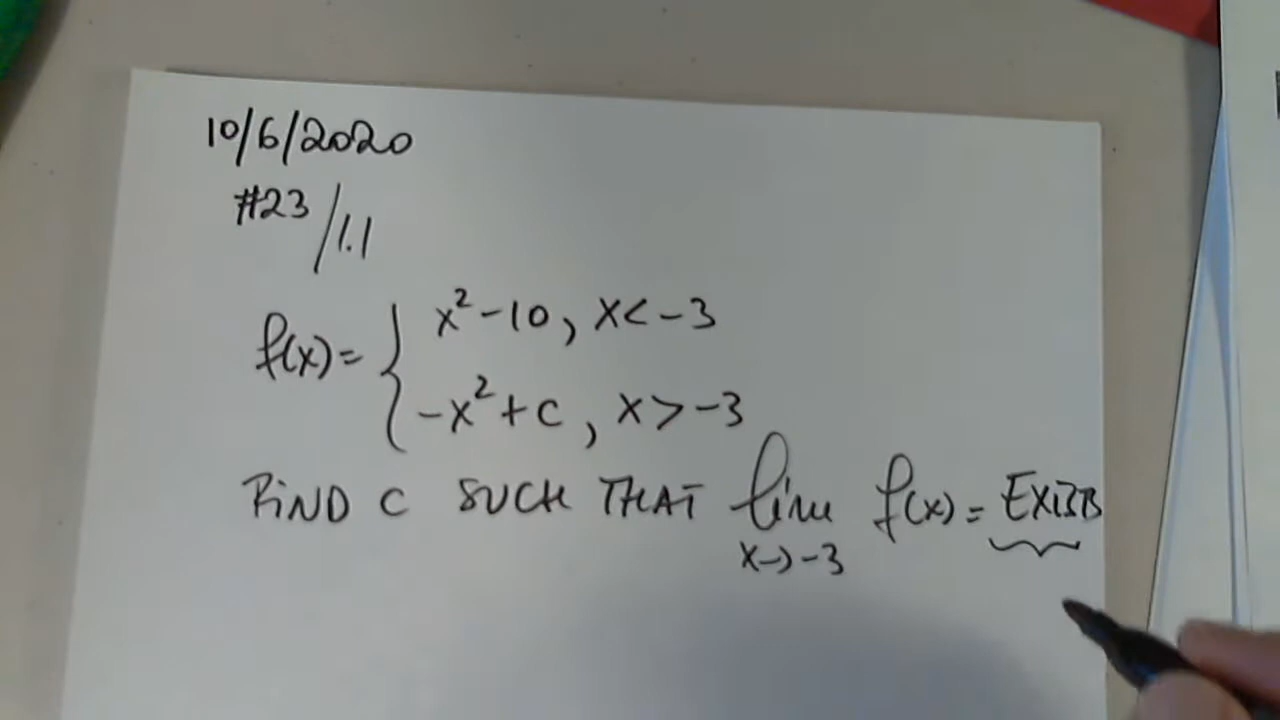 10/6/2020
#23/1.1
f(x)= { x²-10, x<-3
-x²+c, x>-3
FIND C SUCH THAT lim f(x)= EXISTS
x→-3